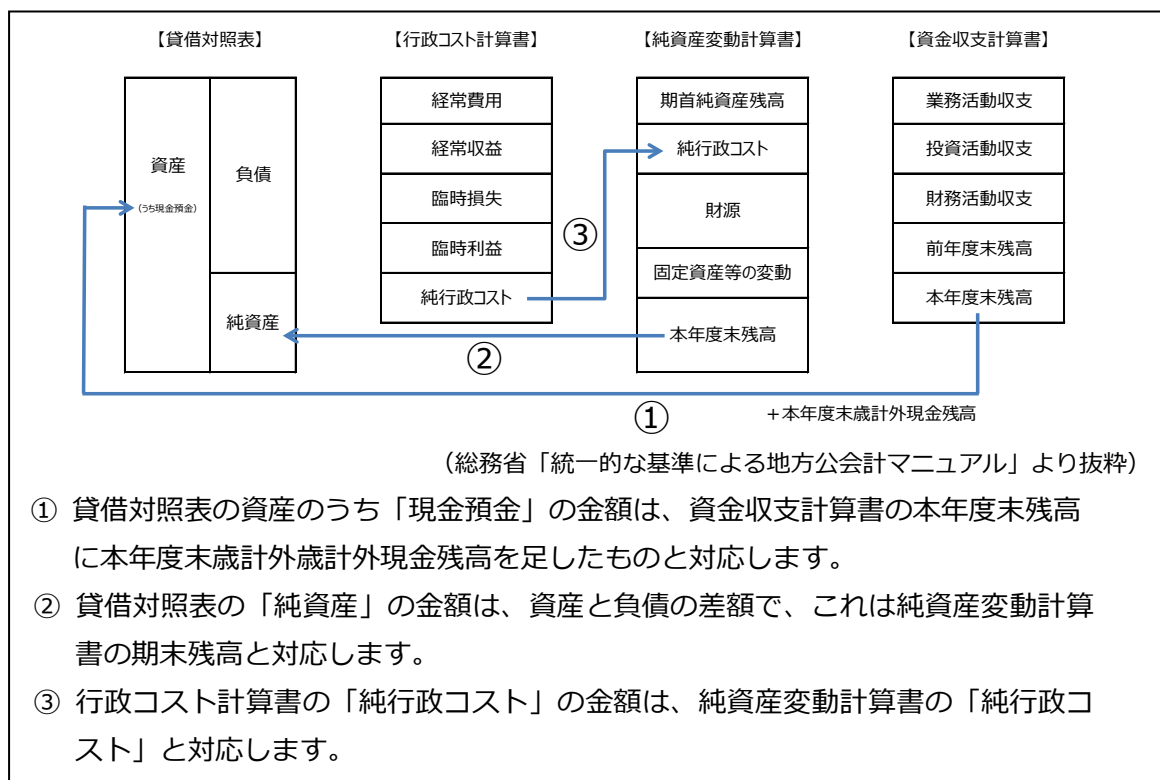 【貸借対照表】
【行政コスト計算書】
【純資産変動計算書】
【資金収支計算書】
資産
(うち現金預金)
負債
純資産
経常費用
経常収益
臨時損失
臨時利益
純行政コスト
期首純資産残高
純行政コスト
財源
固定資産等の変動
本年度末残高
業務活動収支
投資活動収支
財務活動収支
前年度末残高
本年度末残高
③
②
①
+本年度末歳計外現金残高
（総務省「統一的な基準による地方公会計マニュアル」より抜粋）
① 貸借対照表の資産のうち「現金預金」の金額は、資金収支計算書の本年度末残高
に本年度末歳計外歳計外現金残高を足したものと対応します。
② 貸借対照表の「純資産」の金額は、資産と負債の差額で、これは純資産変動計算
書の期末残高と対応します。
③ 行政コスト計算書の「純行政コスト」の金額は、純資産変動計算書の「純行政コ
スト」と対応します。